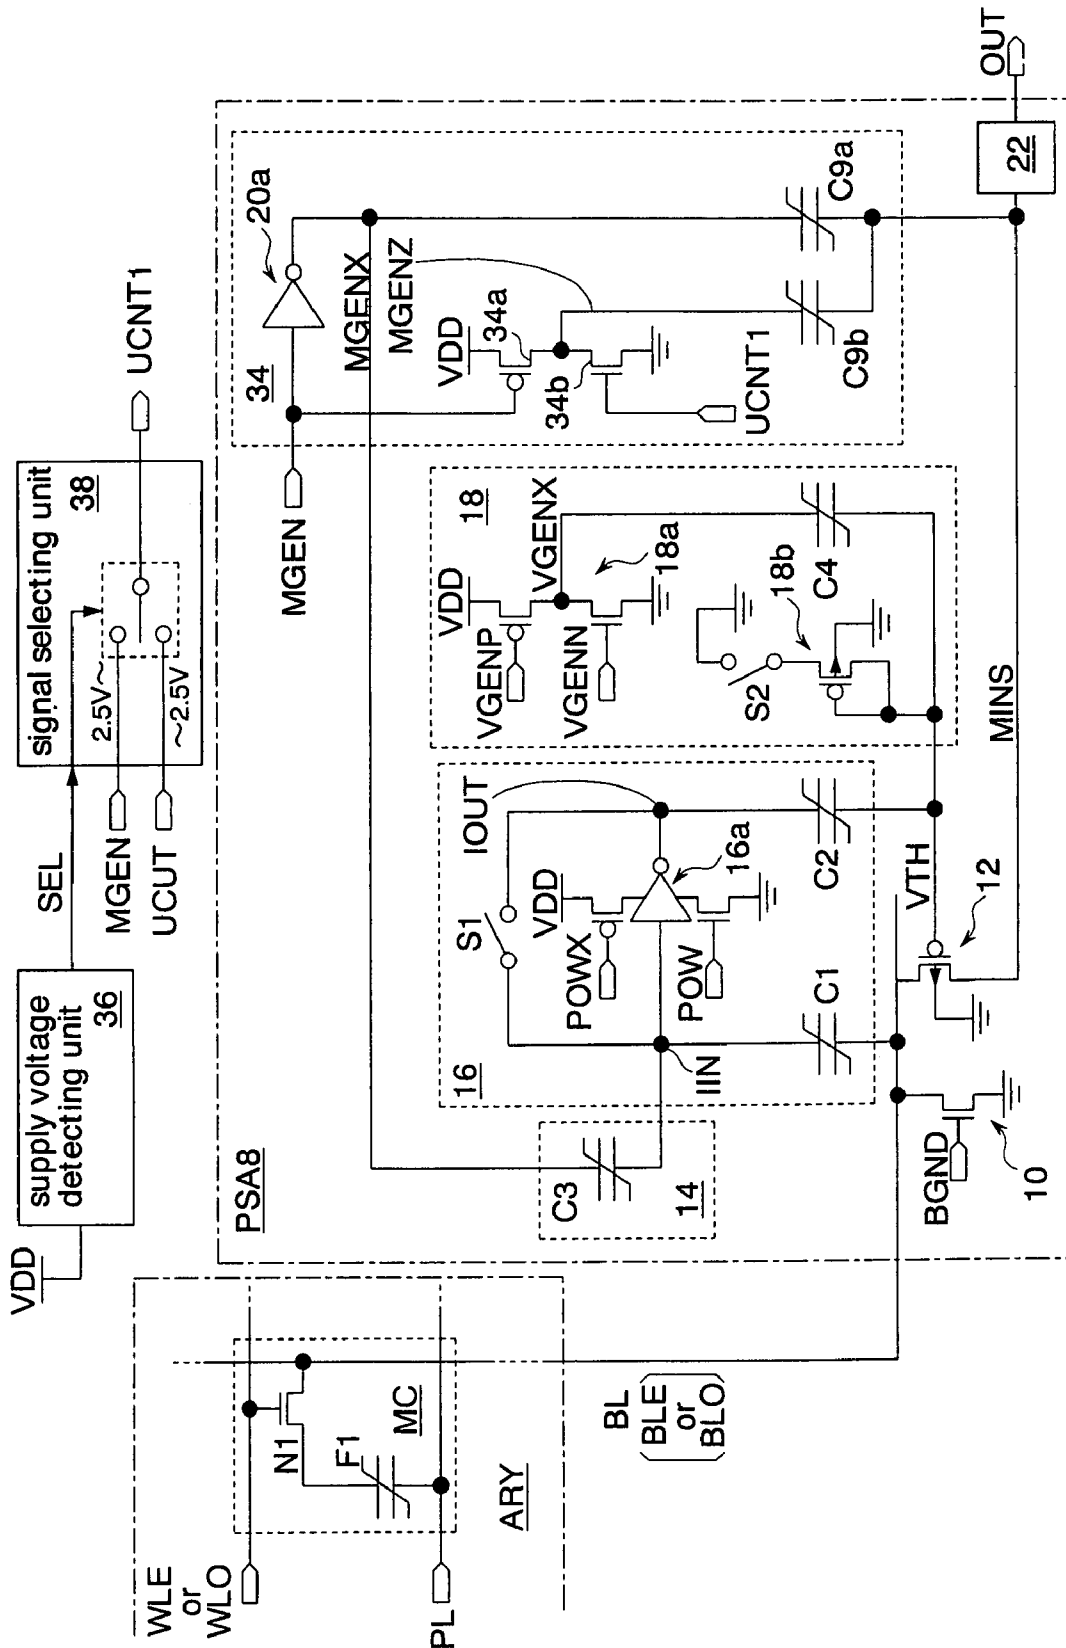 VDD
supply voltage
detecting unit
36
SEL
signal selecting unit
38
2.5V~
~2.5V
MGEN
UCUT
UCNT1
WLE
or
WLO
PL
N1
F1
MC
ARY
BL
BLE
or
BLO
PSA8
C3
14
16
S1
IOUT
VDD
POWX
POW
16a
IIN
C1
C2
18
VDD
VGENP
VGENN
VGENX
18a
S2
18b
C4
VTH
12
BGND
10
MINS
MGEN
34
20a
MGENX
MGENZ
VDD
34a
34b
UCNT1
C9b
C9a
22
OUT